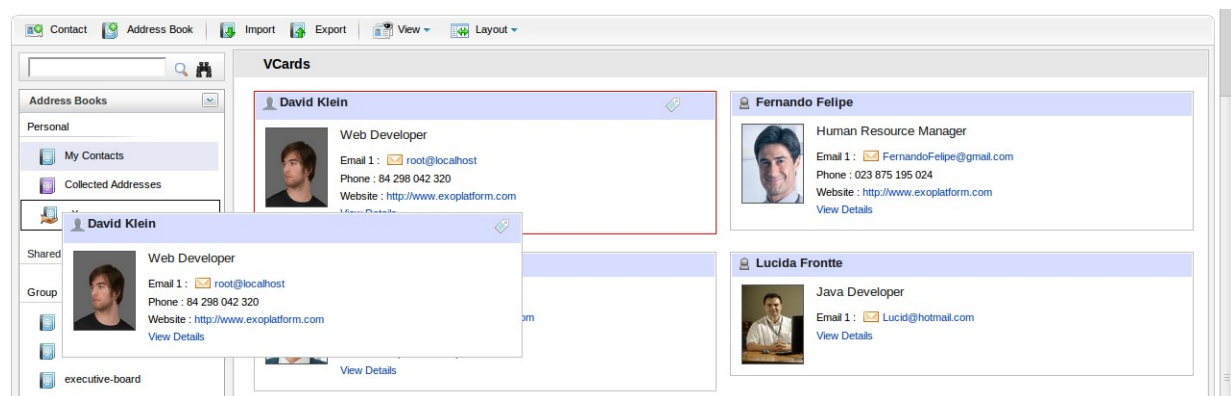 Contact Address Book Import Export View Layout
VCards
Address Books
Personal
My Contacts
Collected Addresses
Shared
Group
executive-board
David Klein
Web Developer
Email 1 : root@localhost
Phone : 84 298 042 320
Website : http://www.exoplatform.com
View Details
Fernando Felipe
Human Resource Manager
Email 1 : FernandoFelipe@gmail.com
Phone : 023 875 195 024
Website : http://www.exoplatform.com
View Details
David Klein
Web Developer
Email 1 : root@localhost
Phone : 84 298 042 320
Website : http://www.exoplatform.com
View Details
View Details
Lucida Frontte
Java Developer
Email 1 : Lucid@hotmail.com
View Details